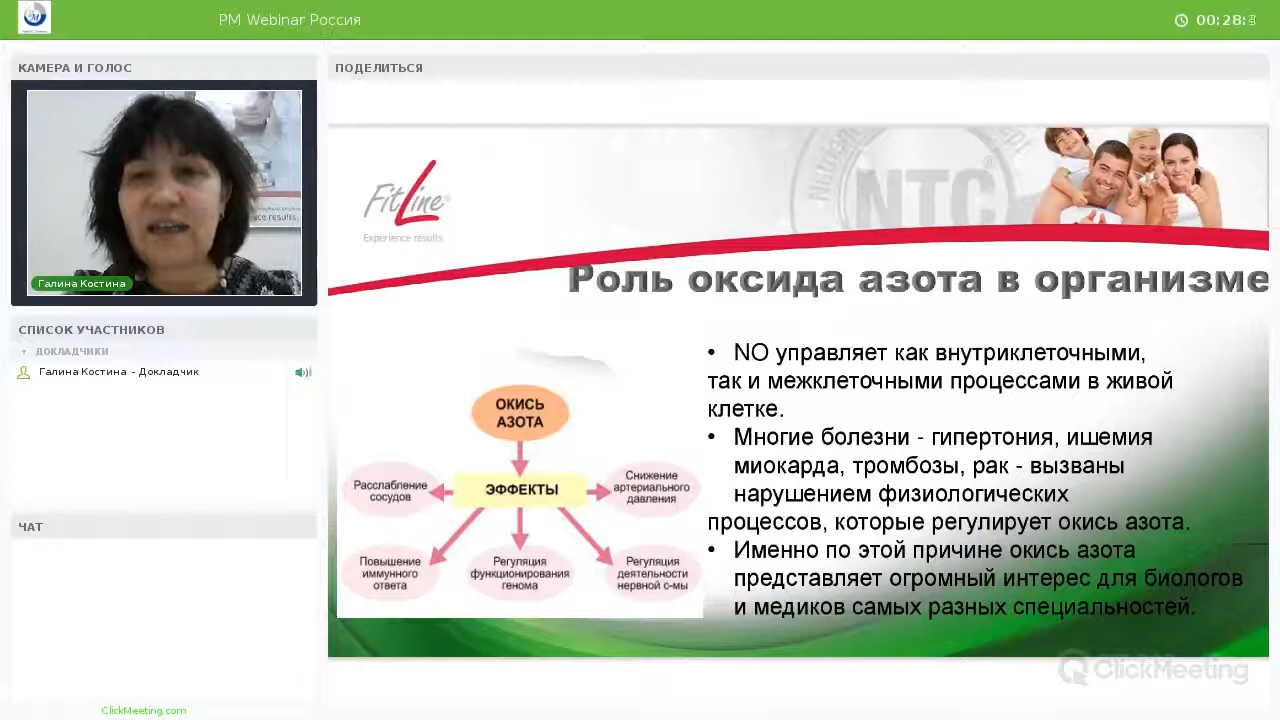 PM Webinar Россия
00:28:
КАМЕРА И ГОЛОС
Галина Костина
СПИСОК УЧАСТНИКОВ
ДОКЛАДЧИКИ
Галина Костина - Докладчик
ЧАТ
ClickMeeting.com
ПОДЕЛИТЬСЯ
FitLine
Experience results.
NTC
Роль оксида азота в организме
ОКИСЬ
АЗОТА
ЭФФЕКТЫ
Расслабление
сосудов
Снижение
артериального
давления
Повышение
иммунного
ответа
Регуляция
функционирования
генома
Регуляция
деятельности
нервной с-мы
• NO управляет как внутриклеточными,
так и межклеточными процессами в живой
клетке.
• Многие болезни - гипертония, ишемия
миокарда, тромбозы, рак - вызваны
нарушением физиологических
процессов, которые регулирует окись азота.
• Именно по этой причине окись азота
представляет огромный интерес для биологов
и медиков самых разных специальностей.
ClickMeeting